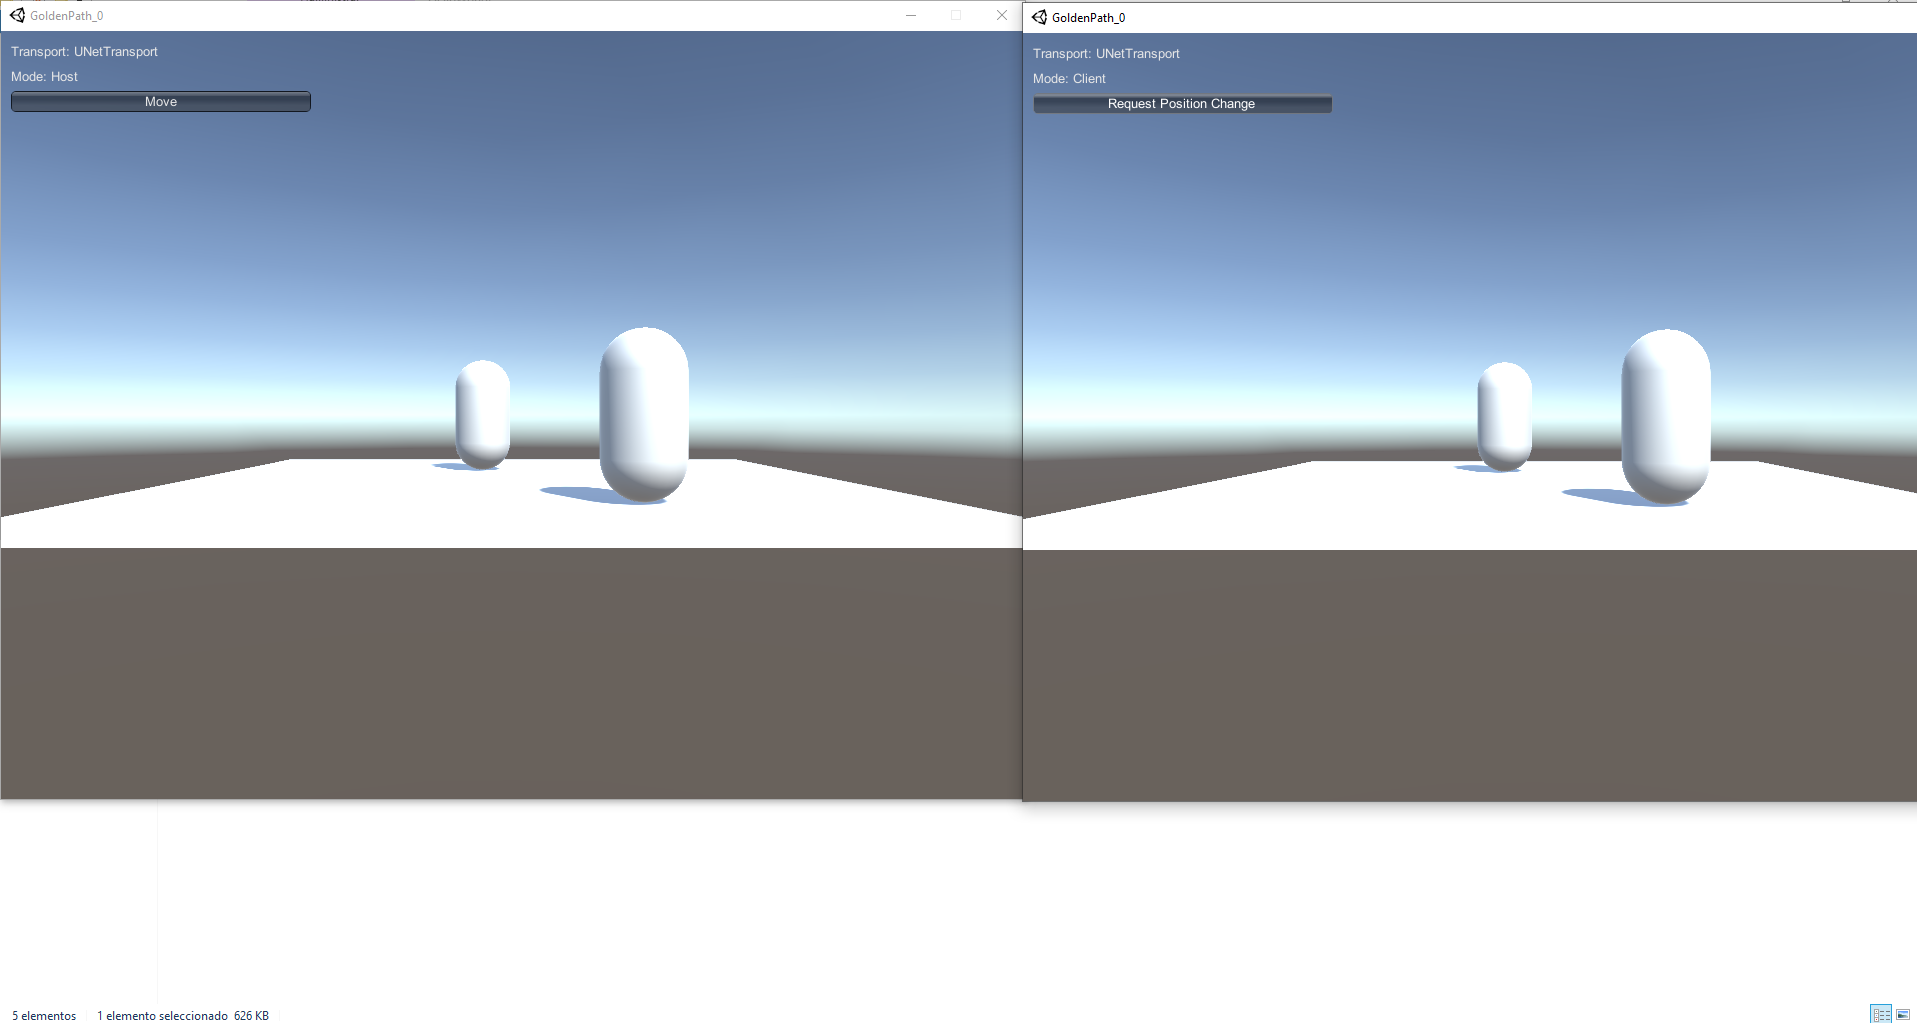 GoldenPath_0
Transport: UNetTransport
Mode: Host
Move
GoldenPath_0
Transport: UNetTransport
Mode: Client
Request Position Change
5 elementos 1 elemento seleccionado 626 KB